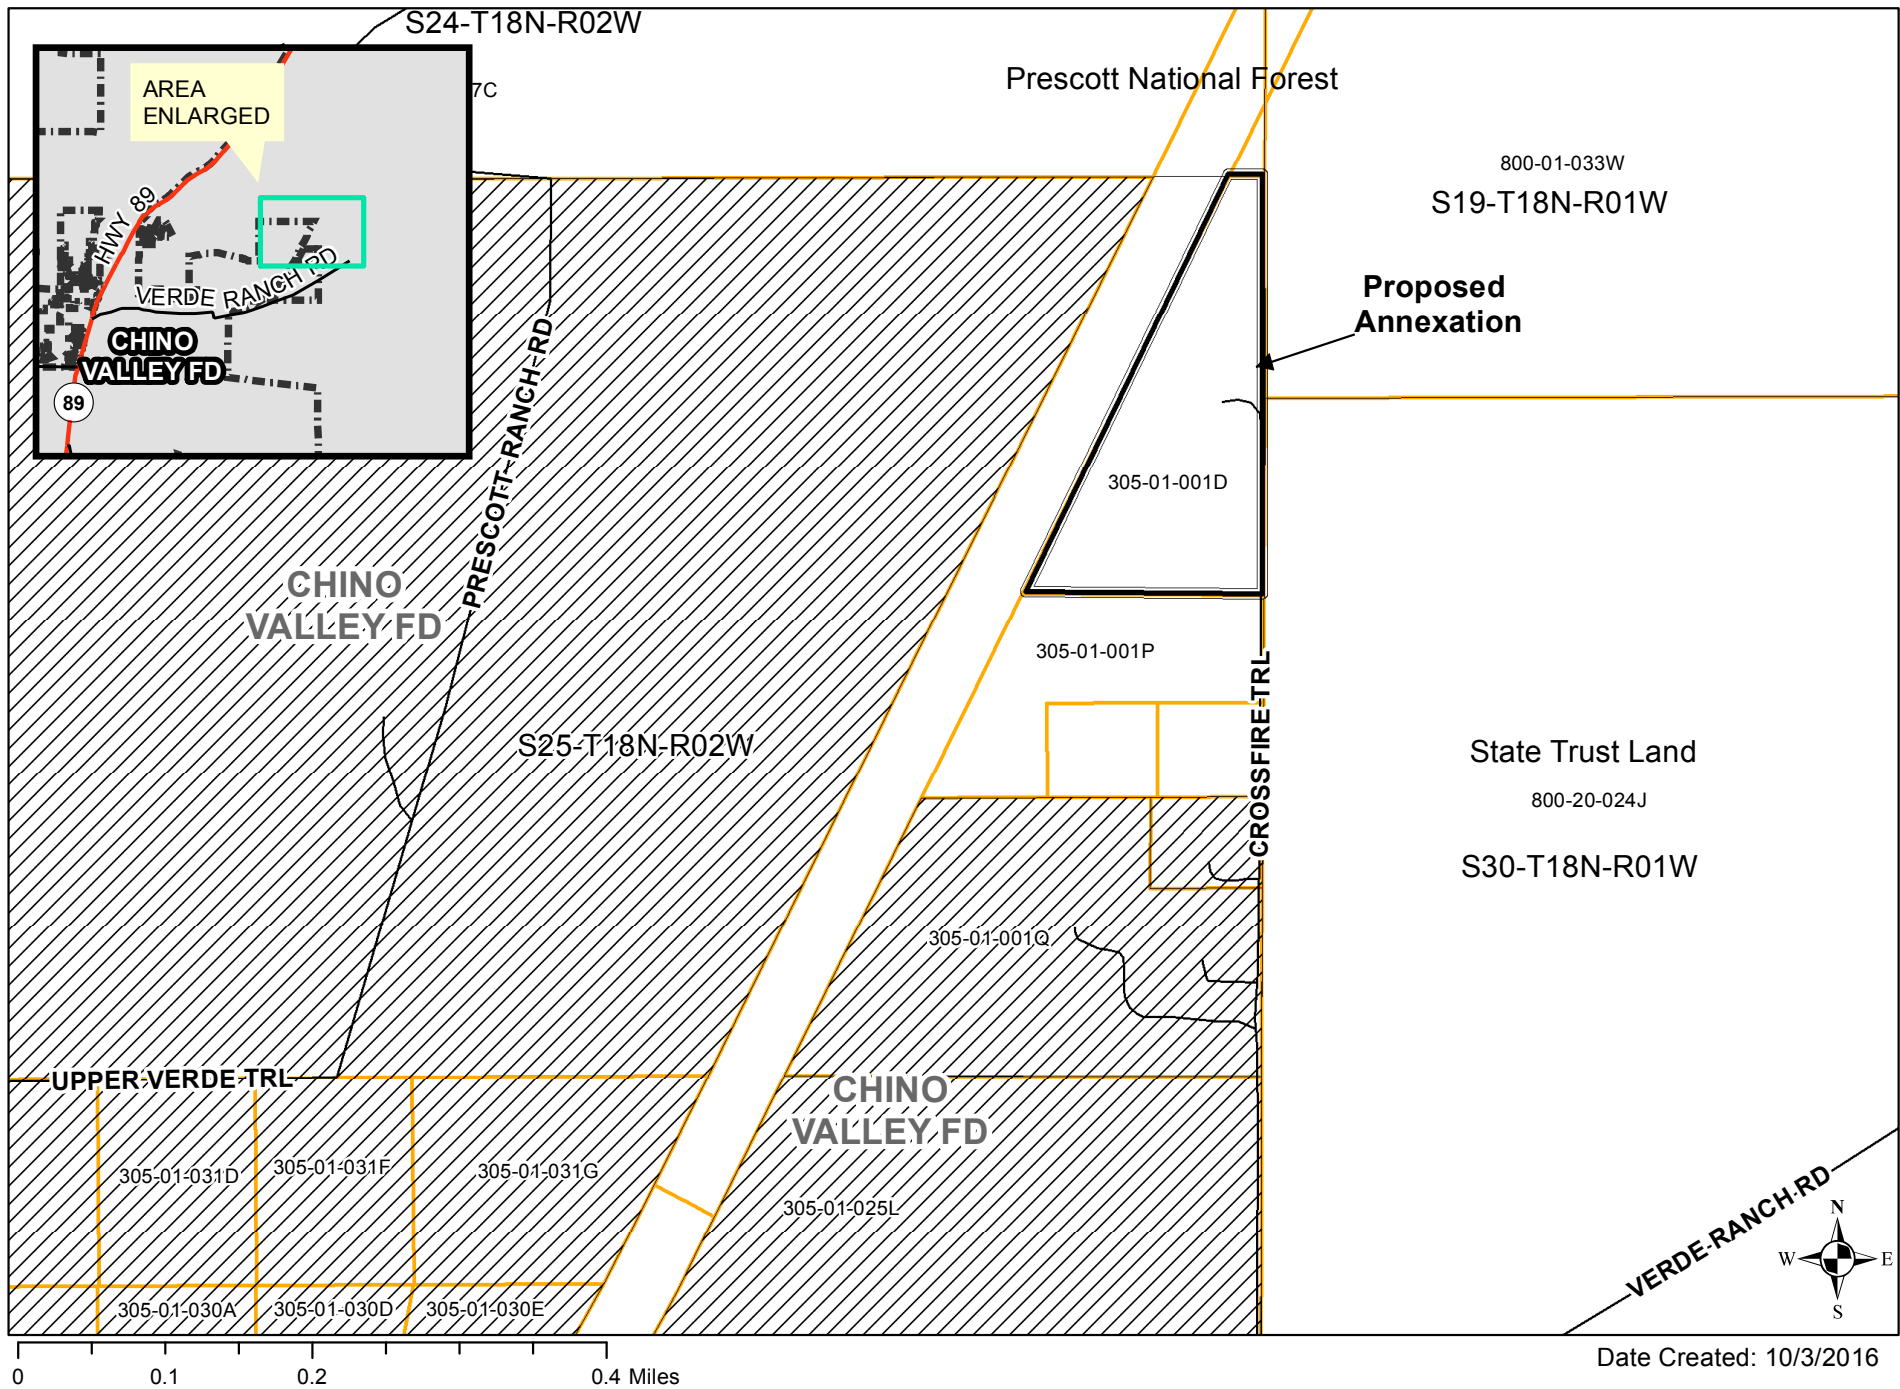 S24-T18N-R02W
Prescott National Forest
7C
AREA
ENLARGED
HWY 89
VERDE RANCH RD
CHINO
VALLEY FD
89
800-01-033W
S19-T18N-R01W
Proposed
Annexation
PRESCOTT-RANCH-RD
305-01-001D
CHINO
VALLEY FD
305-01-001P
CROSSFIRE TRL
S25-T18N-R02W
State Trust Land
800-20-024J
S30-T18N-R01W
305-01-001Q
UPPER VERDE TRL
CHINO
VALLEY FD
305-01-031D
305-01-031F
305-01-031G
305-01-025L
VERDE-RANCH-RD
N
W
E
S
305-01-030A
305-01-030D
305-01-030E
0
0.1
0.2
0.4 Miles
Date Created: 10/3/2016